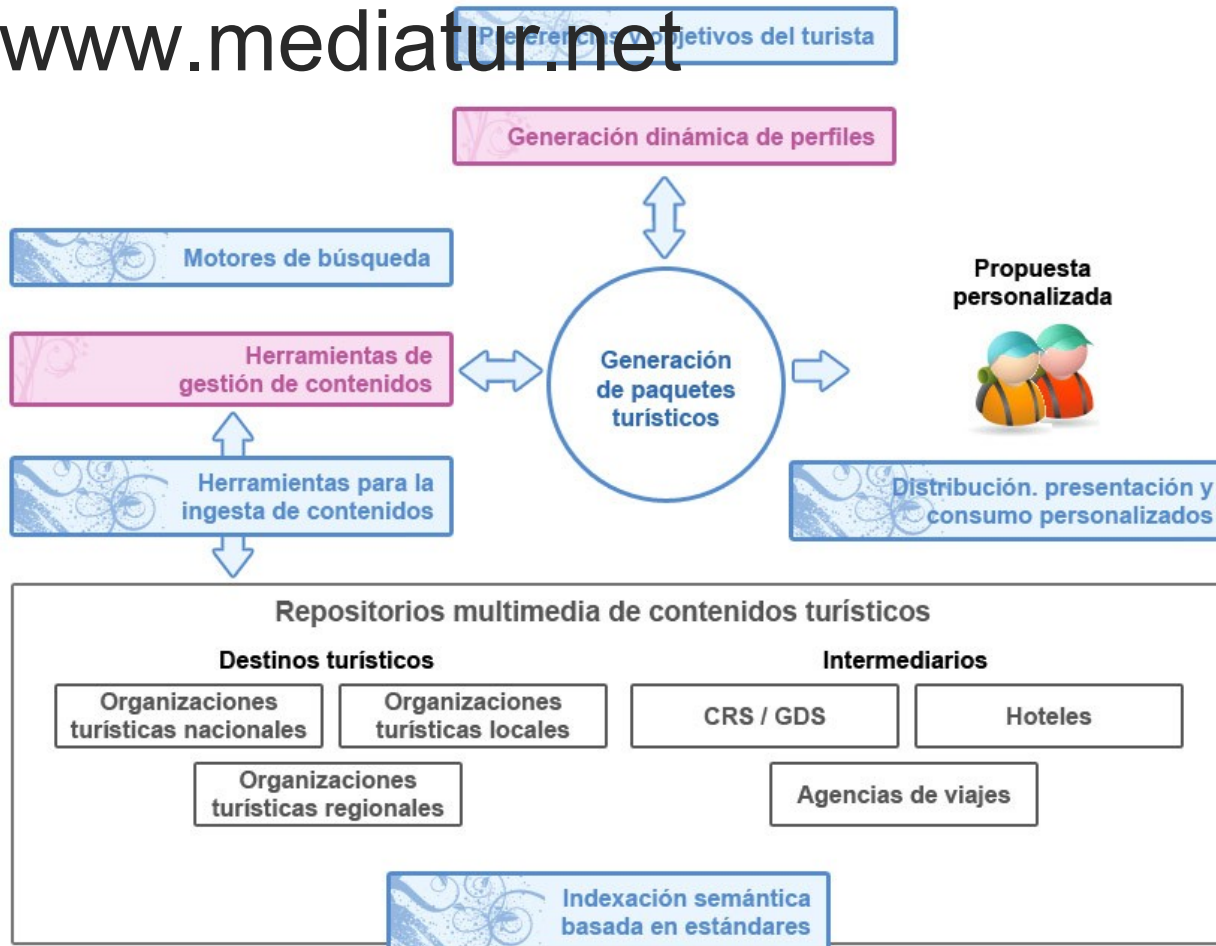 www.mediatur.net
Preferencias y objetivos del turista
Generación dinámica de perfiles
Motores de búsqueda
Propuesta
personalizada
Herramientas de
gestión de contenidos
Generación
de paquetes
turísticos
Herramientas para la
ingesta de contenidos
Distribución. presentación y
consumo personalizados
Repositorios multimedia de contenidos turísticos
Destinos turísticos
Intermediarios
Organizaciones
turísticas nacionales
Organizaciones
turísticas locales
CRS / GDS
Hoteles
Organizaciones
turísticas regionales
Agencias de viajes
Indexación semántica
basada en estándares